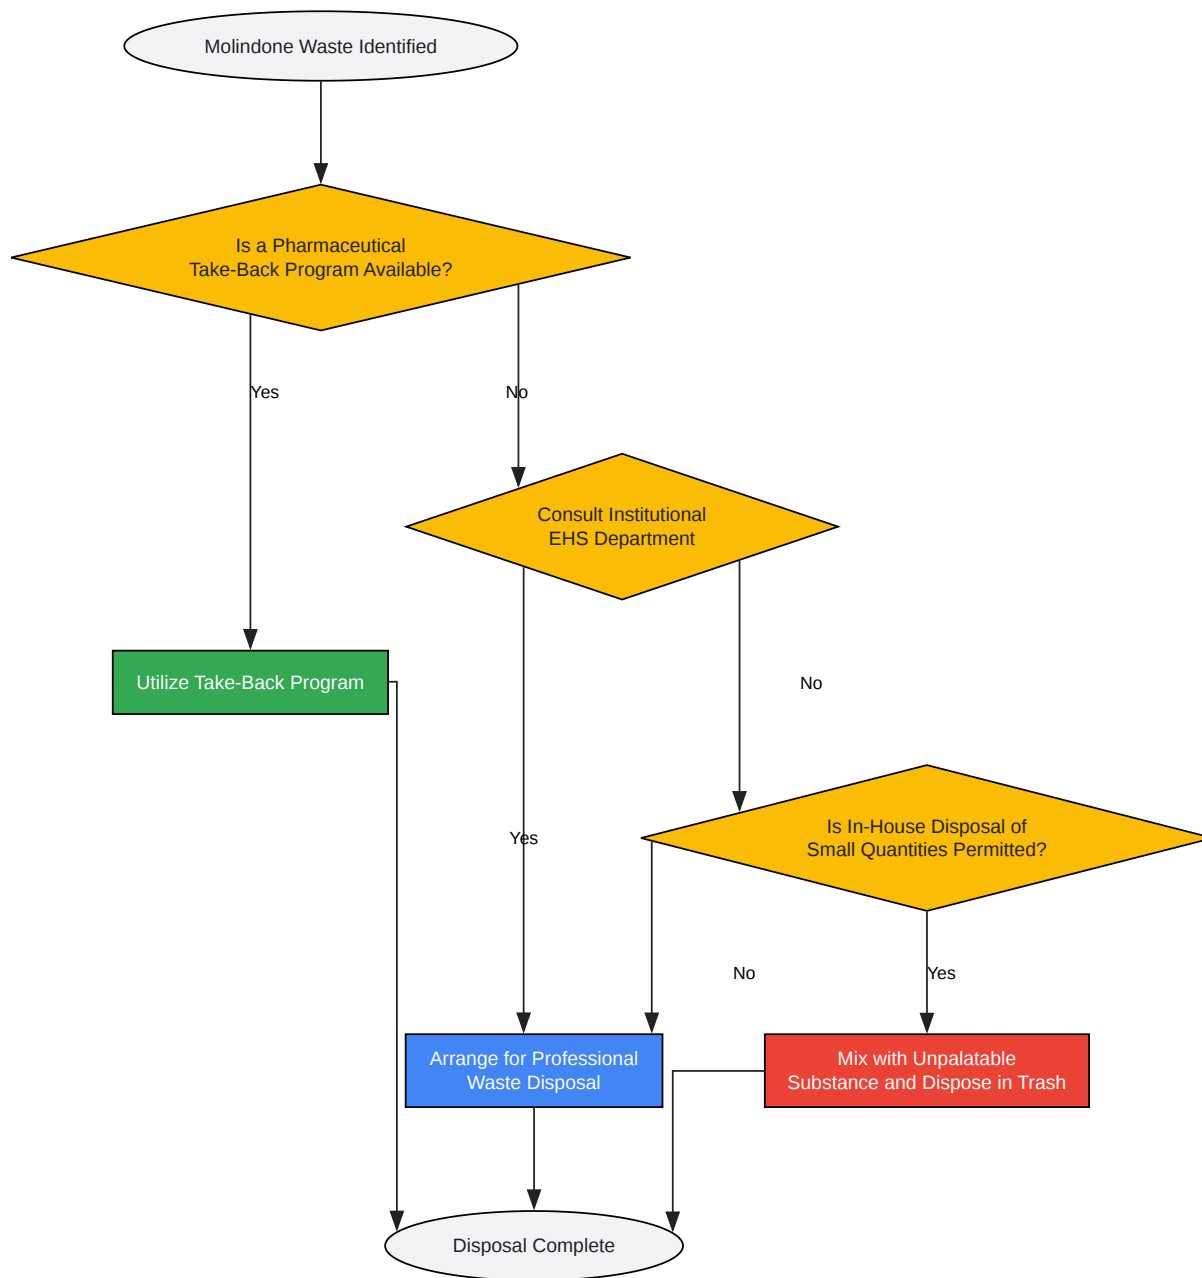 Molindone Waste Identified
Is a Pharmaceutical
Take-Back Program Available?
Yes
No
Consult Institutional
EHS Department
Utilize Take-Back Program
No
Yes
Is In-House Disposal of
Small Quantities Permitted?
No
Yes
Arrange for Professional
Waste Disposal
Mix with Unpalatable
Substance and Dispose in Trash
Disposal Complete